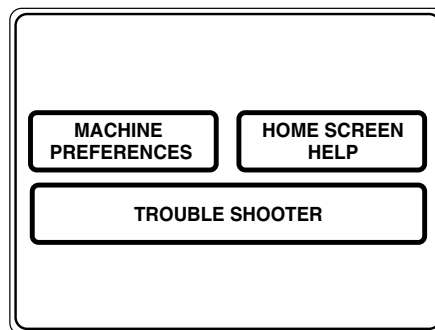 MACHINE
PREFERENCES
HOME SCREEN
HELP
TROUBLE SHOOTER